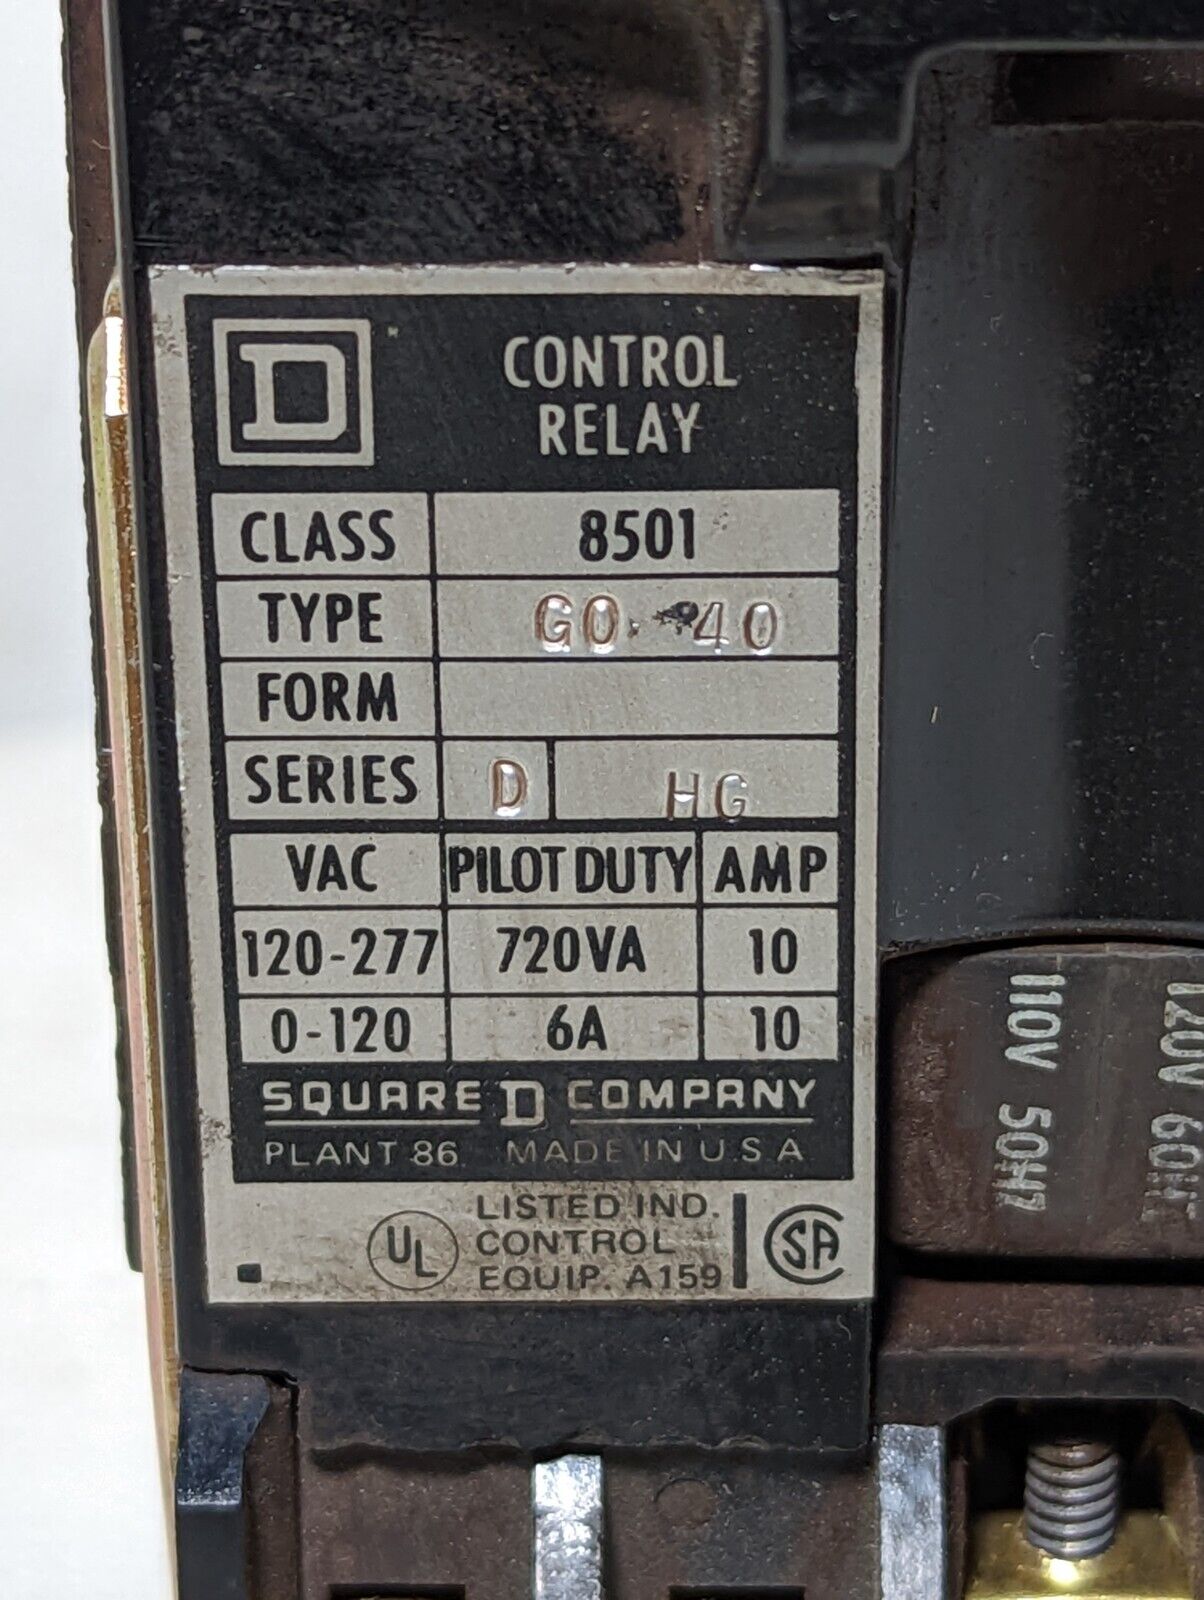 D
CONTROL
RELAY
CLASS 8501
TYPE GO 40
FORM
SERIES D HG
VAC PILOT DUTY AMP
120-277 720VA 10
0-120 6A 10
SQUARE D COMPANY
PLANT 86. MADE IN U.S.A
UL LISTED IND.
CONTROL
EQUIP. A159
SA
120V 60HZ
110V 50HZ